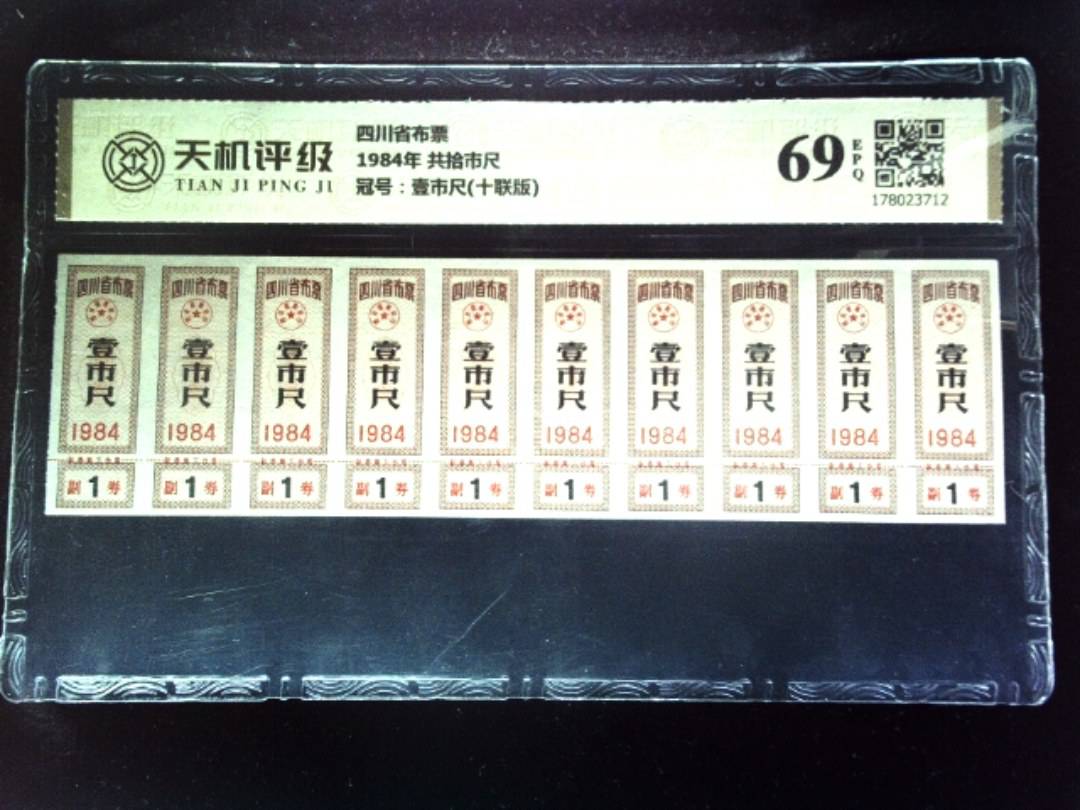 天机评级
TIAN JI PING JI
四川省布票
1984年 共拾市尺
冠号：壹市尺(十联版)
69
EPQ
178023712
四川省布票 四川省布票 四川省布票 四川省布票 四川省布票 四川省布票 四川省布票 四川省布票 四川省布票 四川省布票
壹市尺 壹市尺 壹市尺 壹市尺 壹市尺 壹市尺 壹市尺 壹市尺 壹市尺 壹市尺
1984 1984 1984 1984 1984 1984 1984 1984 1984 1984
副1券 副1券 副1券 副1券 副1券 副1券 副1券 副1券 副1券 副1券